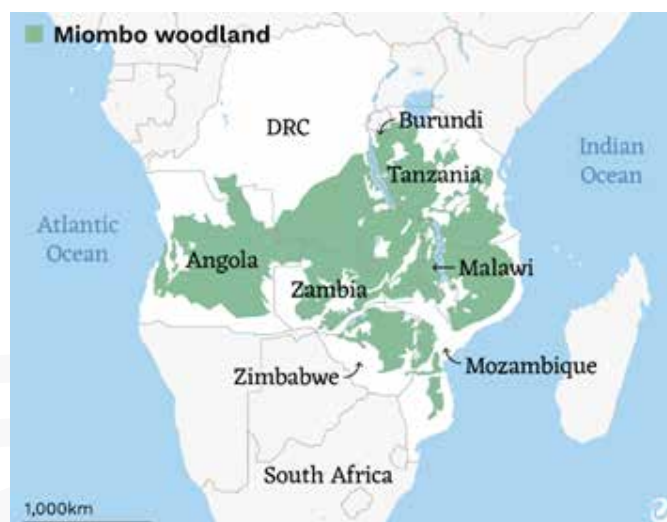 Miombo woodland
DRC
Burundi
Tanzania
Indian
Ocean
Atlantic
Ocean
Angola
Zambia
Malawi
Zimbabwe
Mozambique
South Africa
1,000km